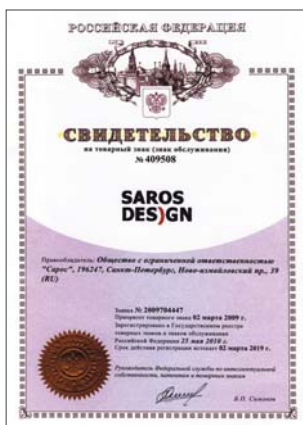 РОССИЙСКАЯ ФЕДЕРАЦИЯ
СВИДЕТЕЛЬСТВО
на товарный знак (знак обслуживания)
№ 409508
SAROS
DESIGN
Правообладатель: Общество с ограниченной ответственностью
"Сарос", 196247, Санкт-Петербург, Ново-измайловский пр., 39
(RU)
Заявка № 2009704447
Приоритет товарного знака 02 марта 2009 г.
Зарегистрировано в Государственном реестре
товарных знаков и знаков обслуживания
Российской Федерации 25 мая 2010 г.
Срок действия регистрации истекает 02 марта 2019 г.
Руководитель Федеральной службы по интеллектуальной
собственности, патентам и товарным знакам
Б.П. Симонов